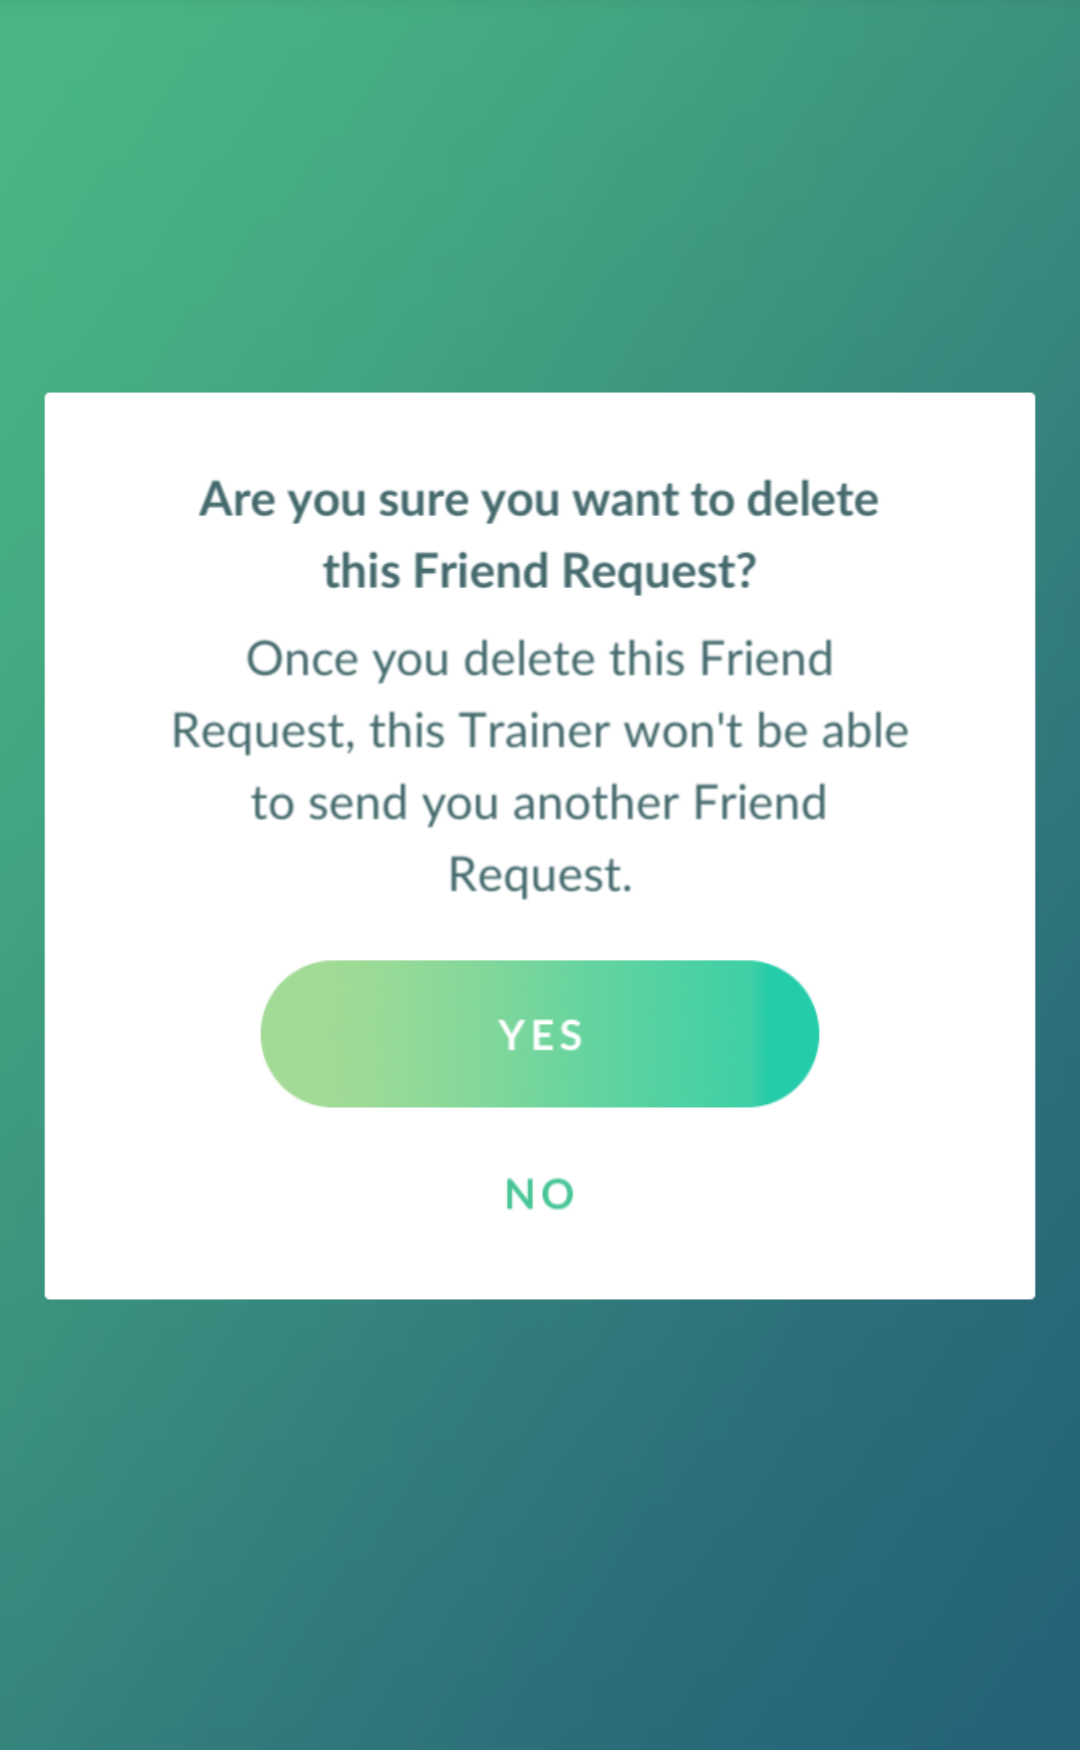 Are you sure you want to delete
this Friend Request?
Once you delete this Friend
Request, this Trainer won't be able
to send you another Friend
Request.
YES
NO